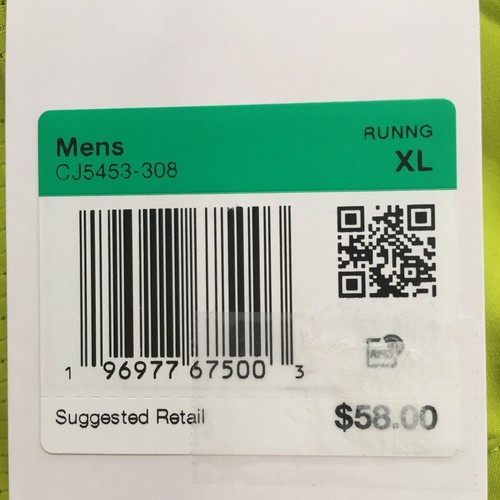 Mens
CJ5453-308
RUNNG
XL
1 96977 67500 3
Suggested Retail
$58.00